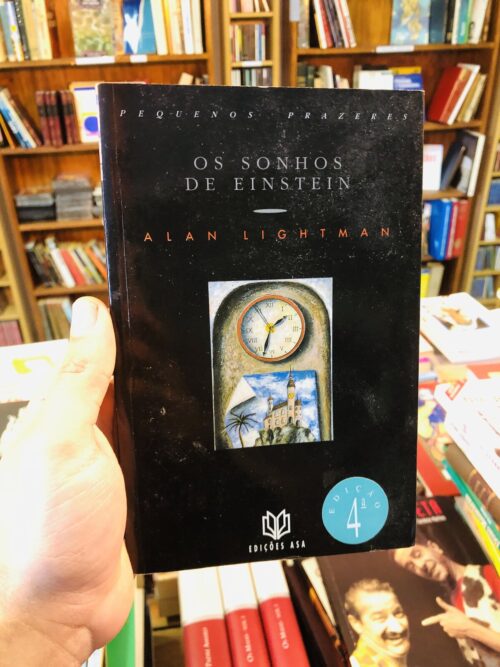 PEQUENOS PRAZERES
OS SONHOS
DE EINSTEIN
ALAN LIGHTMAN
EDIÇÃO
4ª
EDIÇÕES ASA